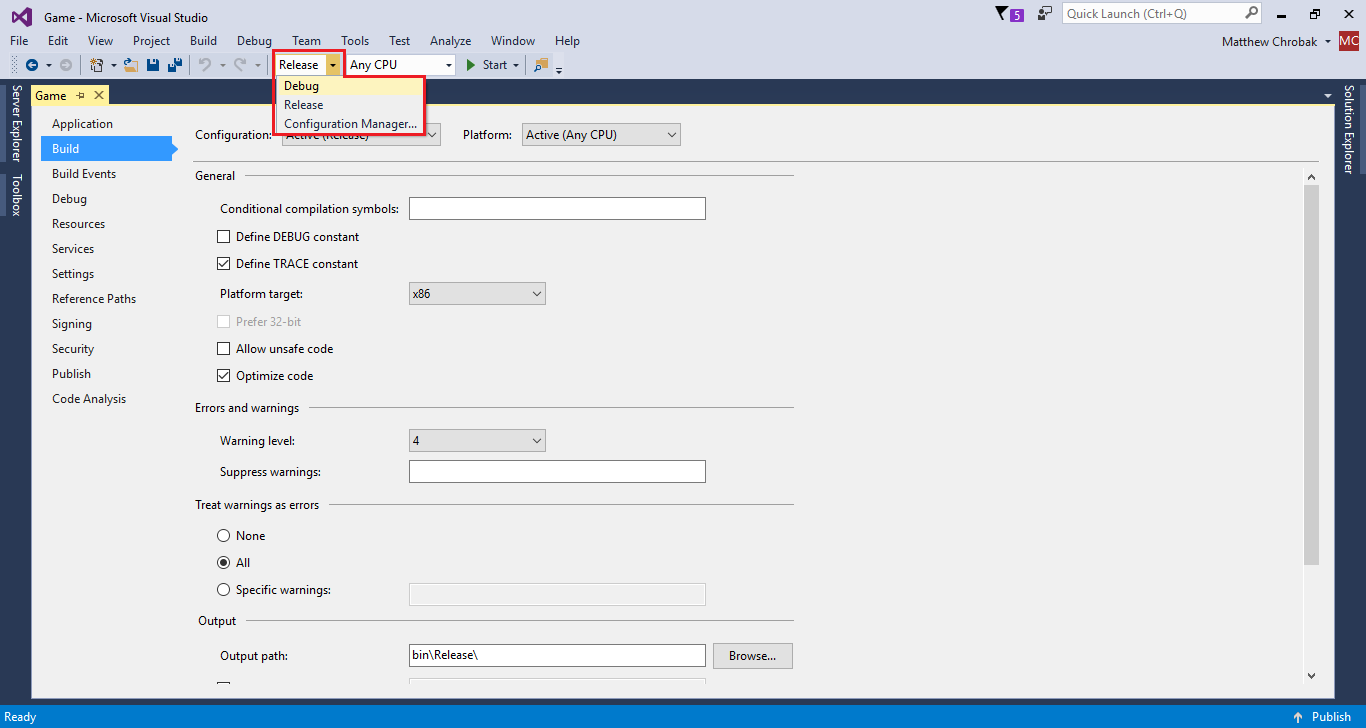 Game - Microsoft Visual Studio
5
Quick Launch (Ctrl+Q)
File Edit View Project Build Debug Team Tools Test Analyze Window Help
Matthew Chrobak MC
Release Any CPU Start
Debug
Release
Configuration Manager...
Server Explorer
Toolbox
Game
Solution Explorer
Application
Build
Build Events
Debug
Resources
Services
Settings
Reference Paths
Signing
Security
Publish
Code Analysis
Configuration: Active (Release) Platform: Active (Any CPU)
General
Conditional compilation symbols:
Define DEBUG constant
Define TRACE constant
Platform target: x86
Prefer 32-bit
Allow unsafe code
Optimize code
Errors and warnings
Warning level: 4
Suppress warnings:
Treat warnings as errors
None
All
Specific warnings:
Output
Output path: bin\Release\ Browse...
Ready
Publish